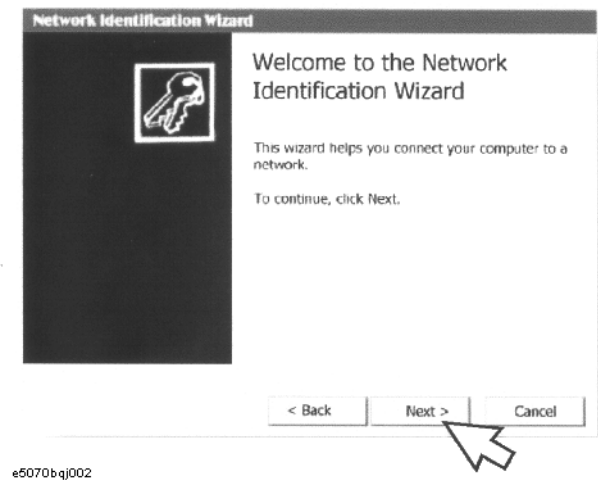 Network Identification Wizard
Welcome to the Network
Identification Wizard
This wizard helps you connect your computer to a
network.
To continue, click Next.
< Back
Next >
Cancel
e5070bqj002